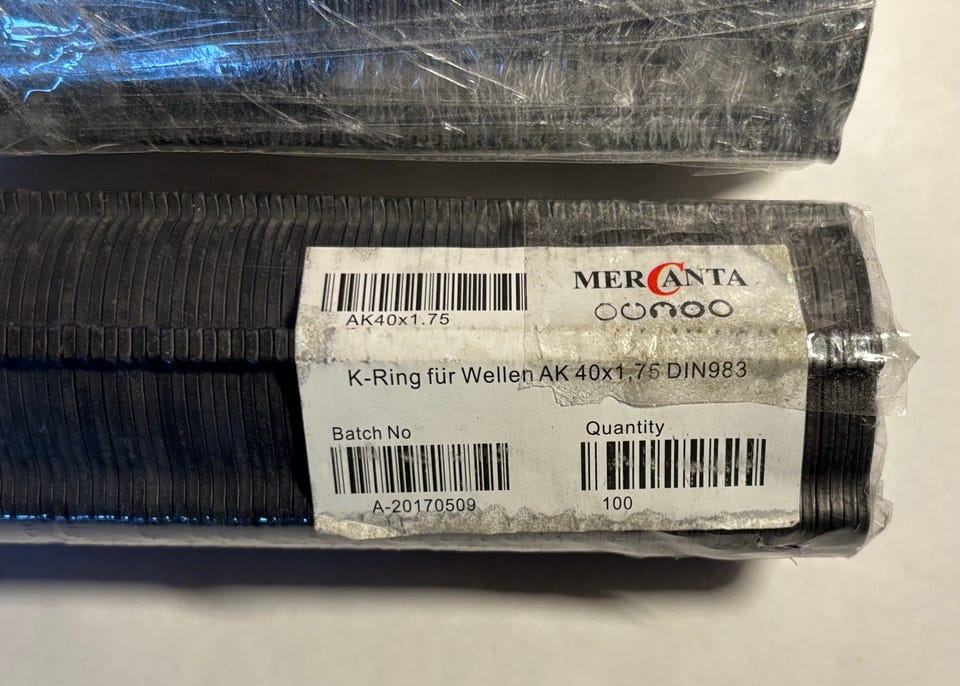 MERCANTA
AK40x1.75
K-Ring für Wellen AK 40x1,75 DIN983
Batch No
A-20170509
Quantity
100